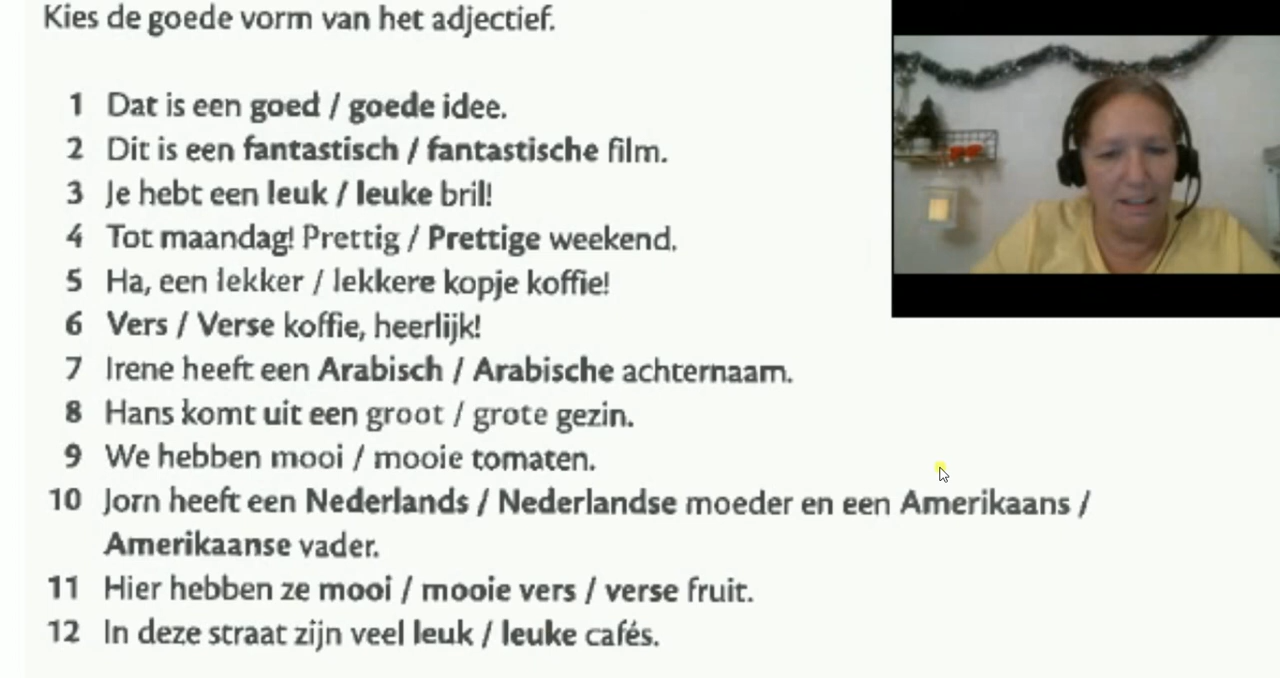 Kies de goede vorm van het adjectief.
1 Dat is een goed / goede idee.
2 Dit is een fantastisch / fantastische film.
3 Je hebt een leuk / leuke bril!
4 Tot maandag! Prettig / Prettige weekend.
5 Ha, een lekker / lekkere kopje koffie!
6 Vers / Verse koffie, heerlijk!
7 Irene heeft een Arabisch / Arabische achternaam.
8 Hans komt uit een groot / grote gezin.
9 We hebben mooi / mooie tomaten.
10 Jorn heeft een Nederlands / Nederlandse moeder en een Amerikaans /
Amerikaanse vader.
11 Hier hebben ze mooi / mooie vers / verse fruit.
12 In deze straat zijn veel leuk / leuke cafés.